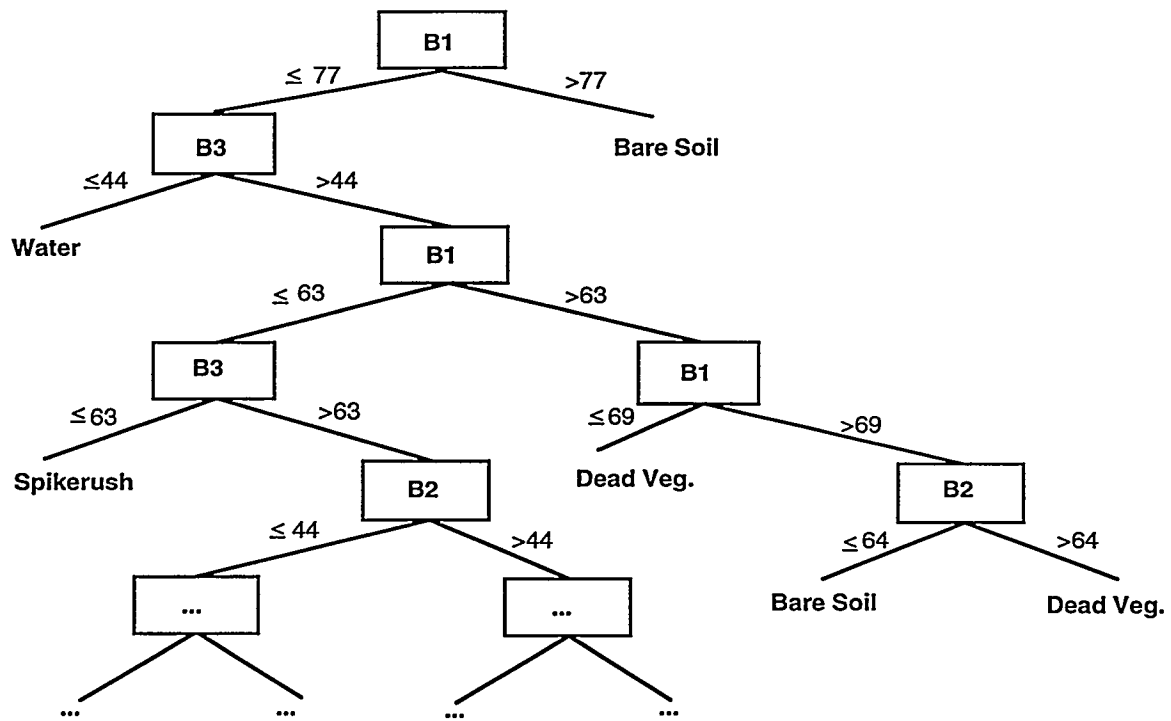 B1
≤ 77
>77
B3
Bare Soil
≤44
>44
Water
B1
≤ 63
>63
B3
B1
≤63
>63
≤69
>69
Spikerush
Dead Veg.
B2
B2
≤ 44
>44
≤64
>64
...
...
Bare Soil
Dead Veg.
...
...
...
...